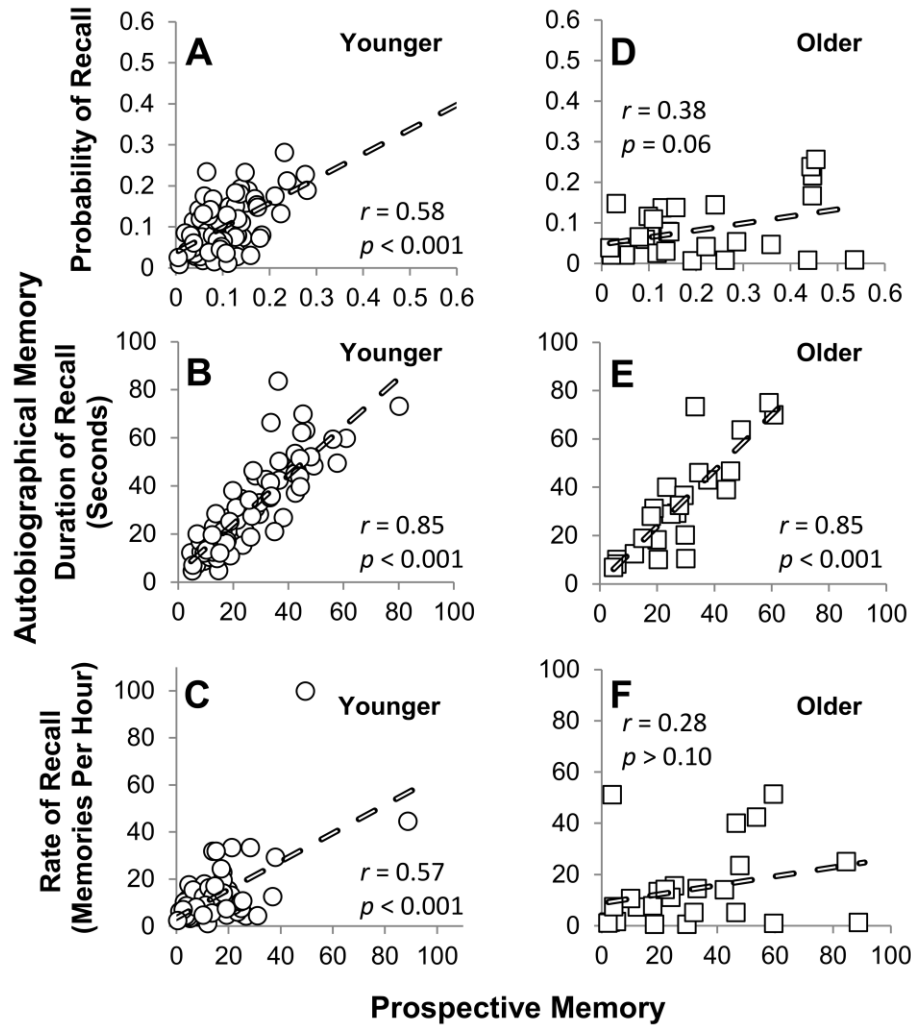 Autobiographical Memory
Probability of Recall
0.6
0.5
0.4
0.3
0.2
0.1
0
A
Younger
r = 0.58
p < 0.001
0 0.1 0.2 0.3 0.4 0.5 0.6
0.6
0.5
0.4
0.3
0.2
0.1
0
D
Older
r = 0.38
p = 0.06
0 0.1 0.2 0.3 0.4 0.5 0.6
Duration of Recall
(Seconds)
100
80
60
40
20
0
B
Younger
r = 0.85
p < 0.001
0 20 40 60 80 100
100
80
60
40
20
0
E
Older
r = 0.85
p < 0.001
0 20 40 60 80 100
Rate of Recall
(Memories Per Hour)
100
80
60
40
20
0
C
Younger
r = 0.57
p < 0.001
0 20 40 60 80 100
100
80
60
40
20
0
F
Older
r = 0.28
p > 0.10
0 20 40 60 80 100
Prospective Memory